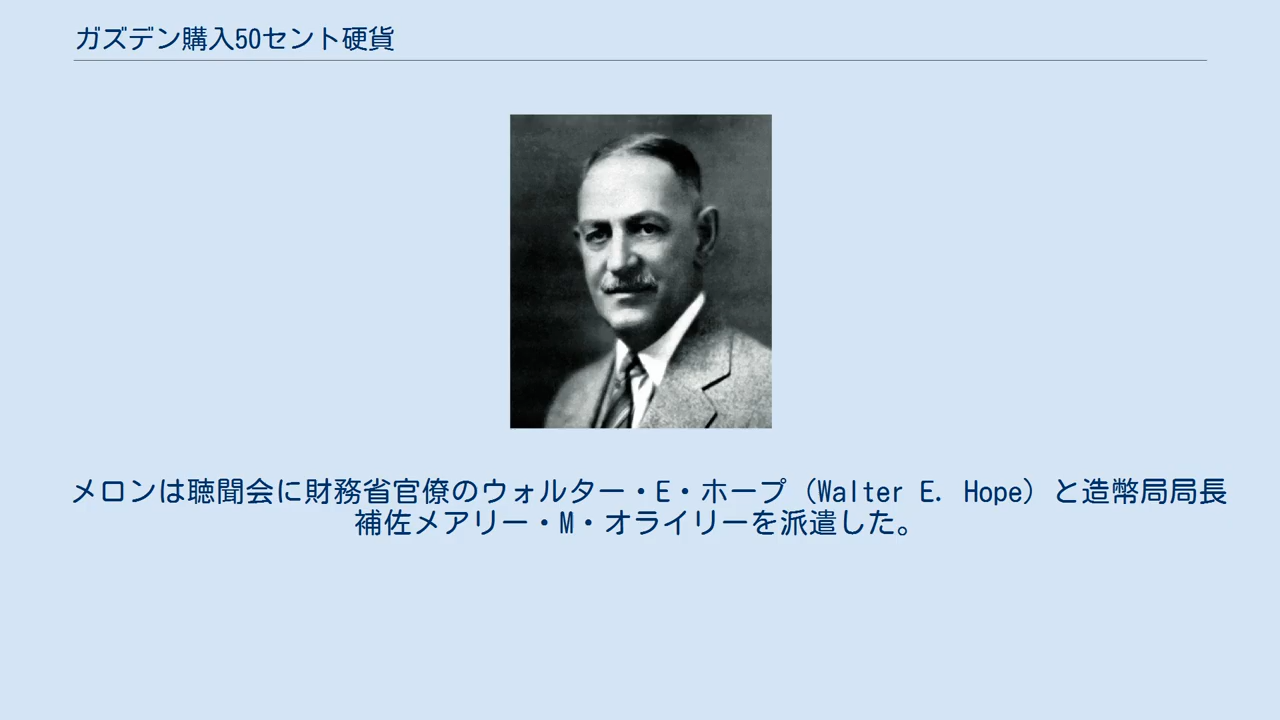 ガズデン購入50セント硬貨
メロンは聴聞会に財務省官僚のウォルター・E・ホープ (Walter E. Hope) と造幣局局長
補佐メアリー・M・オライリーを派遣した。